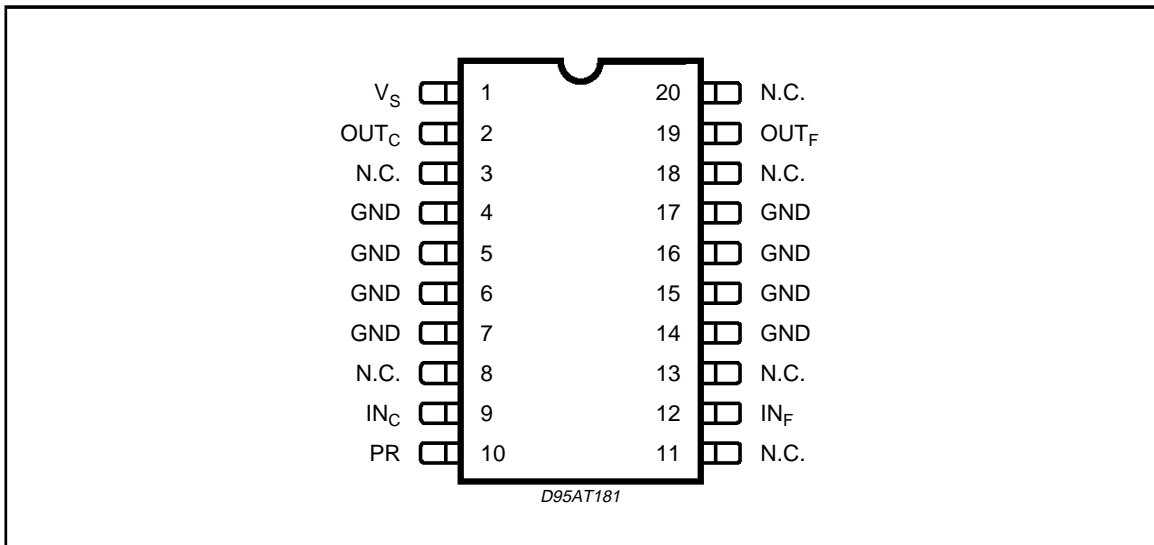 V_S 1 20 N.C.
OUT_C 2 19 OUT_F
N.C. 3 18 N.C.
GND 4 17 GND
GND 5 16 GND
GND 6 15 GND
GND 7 14 GND
N.C. 8 13 N.C.
IN_C 9 12 IN_F
PR 10 11 N.C.
D95AT181